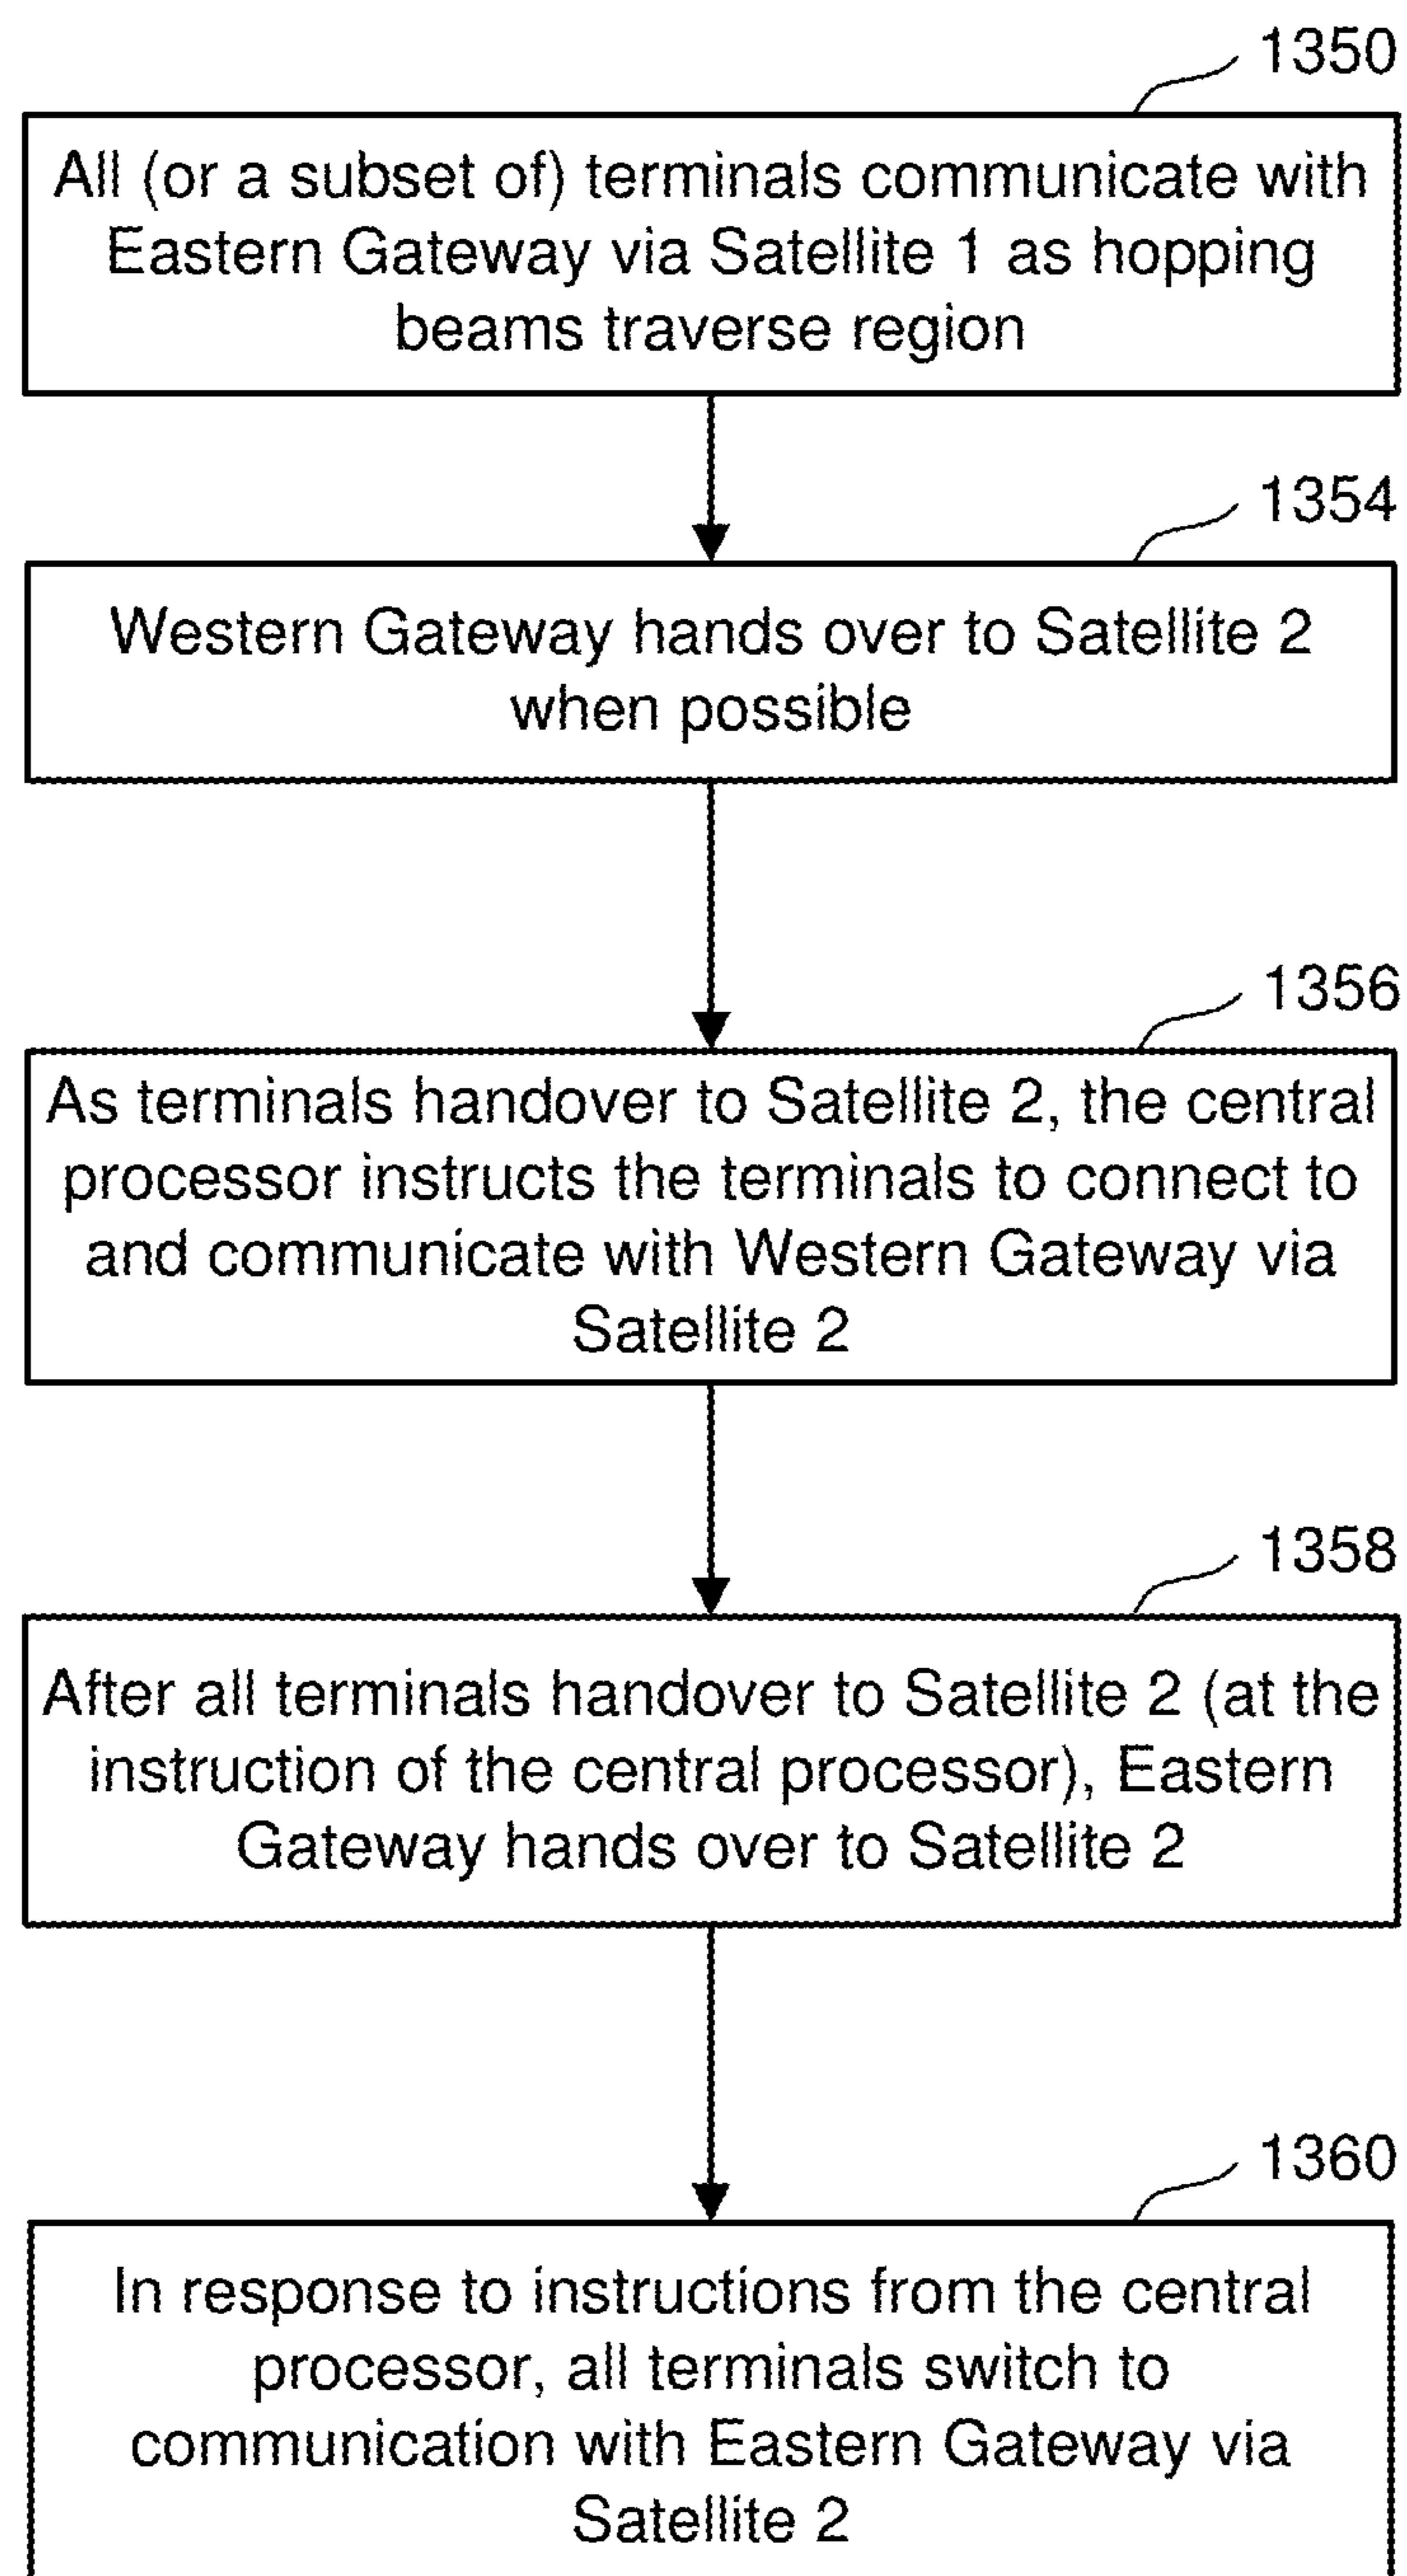 1350
All (or a subset of) terminals communicate with
Eastern Gateway via Satellite 1 as hopping
beams traverse region
1354
Western Gateway hands over to Satellite 2
when possible
1356
As terminals handover to Satellite 2, the central
processor instructs the terminals to connect to
and communicate with Western Gateway via
Satellite 2
1358
After all terminals handover to Satellite 2 (at the
instruction of the central processor), Eastern
Gateway hands over to Satellite 2
1360
In response to instructions from the central
processor, all terminals switch to
communication with Eastern Gateway via
Satellite 2